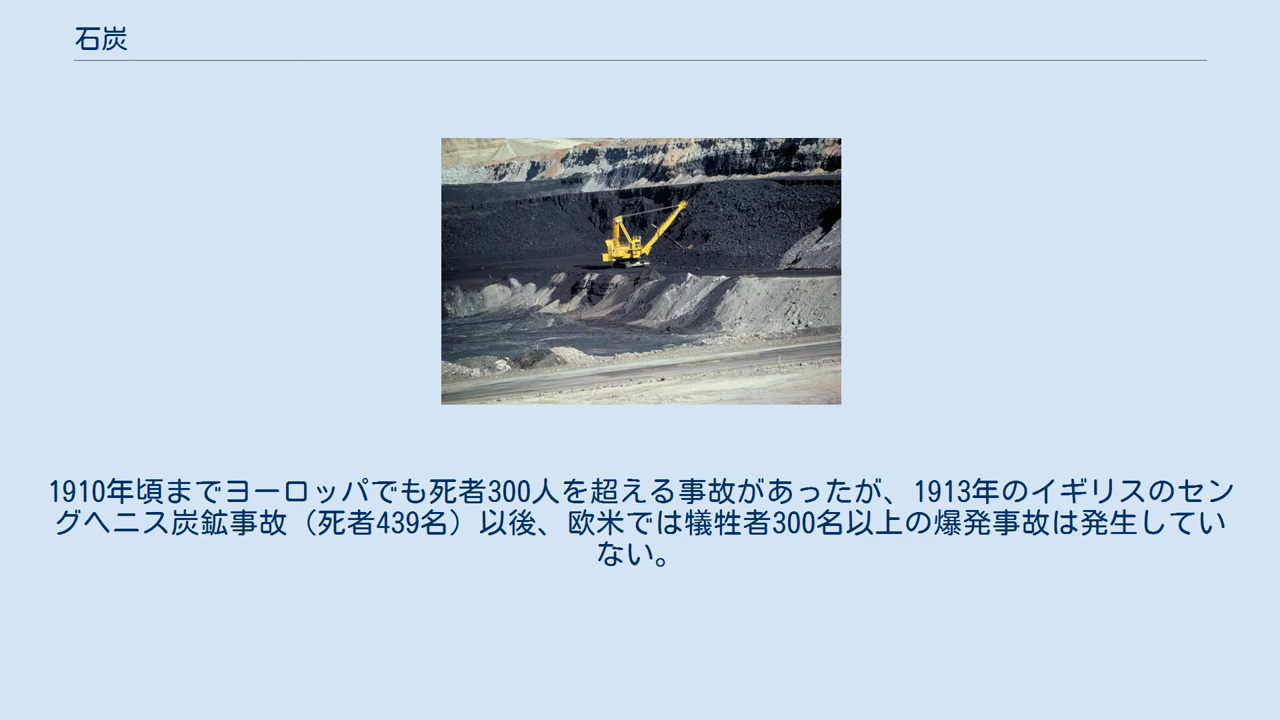 石炭
1910年頃までヨーロッパでも死者300人を超える事故があったが、1913年のイギリスのセン
グヘニス炭鉱事故（死者439名）以後、欧米では犠牲者300名以上の爆発事故は発生してい
ない。